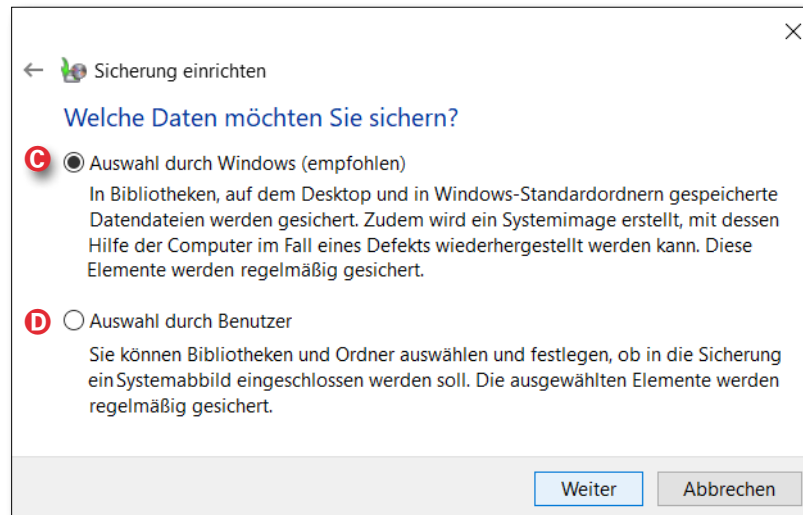 Sicherung einrichten
Welche Daten möchten Sie sichern?
C Auswahl durch Windows (empfohlen)
In Bibliotheken, auf dem Desktop und in Windows-Standardordnern gespeicherte
Datendateien werden gesichert. Zudem wird ein Systemimage erstellt, mit dessen
Hilfe der Computer im Fall eines Defekts wiederhergestellt werden kann. Diese
Elemente werden regelmäßig gesichert.
D Auswahl durch Benutzer
Sie können Bibliotheken und Ordner auswählen und festlegen, ob in die Sicherung
ein Systemabbild eingeschlossen werden soll. Die ausgewählten Elemente werden
regelmäßig gesichert.
Weiter Abbrechen